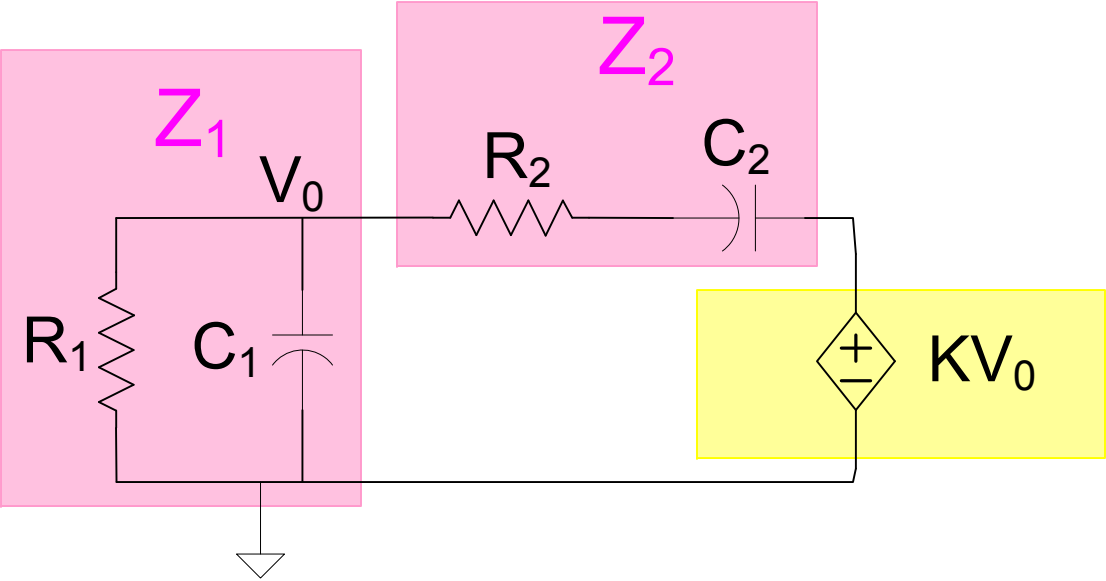 Z₂
Z₁
R₂
C₂
V₀
R₁
C₁
+
−
KV₀